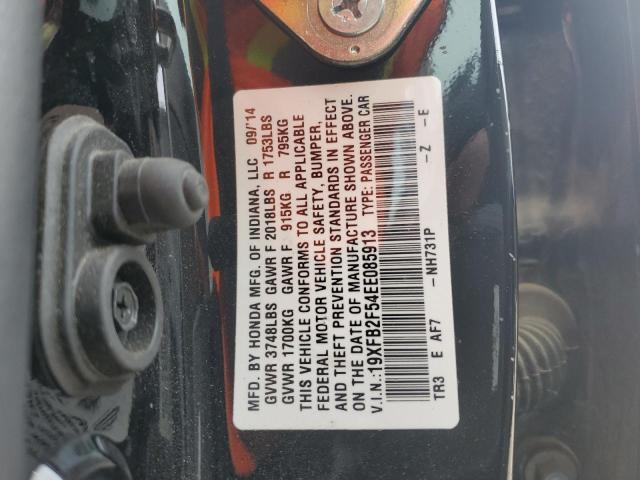 MFD. BY HONDA MFG. OF INDIANA, LLC 09/'14
GVWR 3748LBS GAWR F 2018LBS R 1753LBS
GVWR 1700KG GAWR F 915KG R 795KG
THIS VEHICLE CONFORMS TO ALL APPLICABLE
FEDERAL MOTOR VEHICLE SAFETY, BUMPER,
AND THEFT PREVENTION STANDARDS IN EFFECT
ON THE DATE OF MANUFACTURE SHOWN ABOVE.
V.I.N.:19XFB2F54EE085913 TYPE: PASSENGER CAR
TR3 E AF7 -NH731P -Z -E